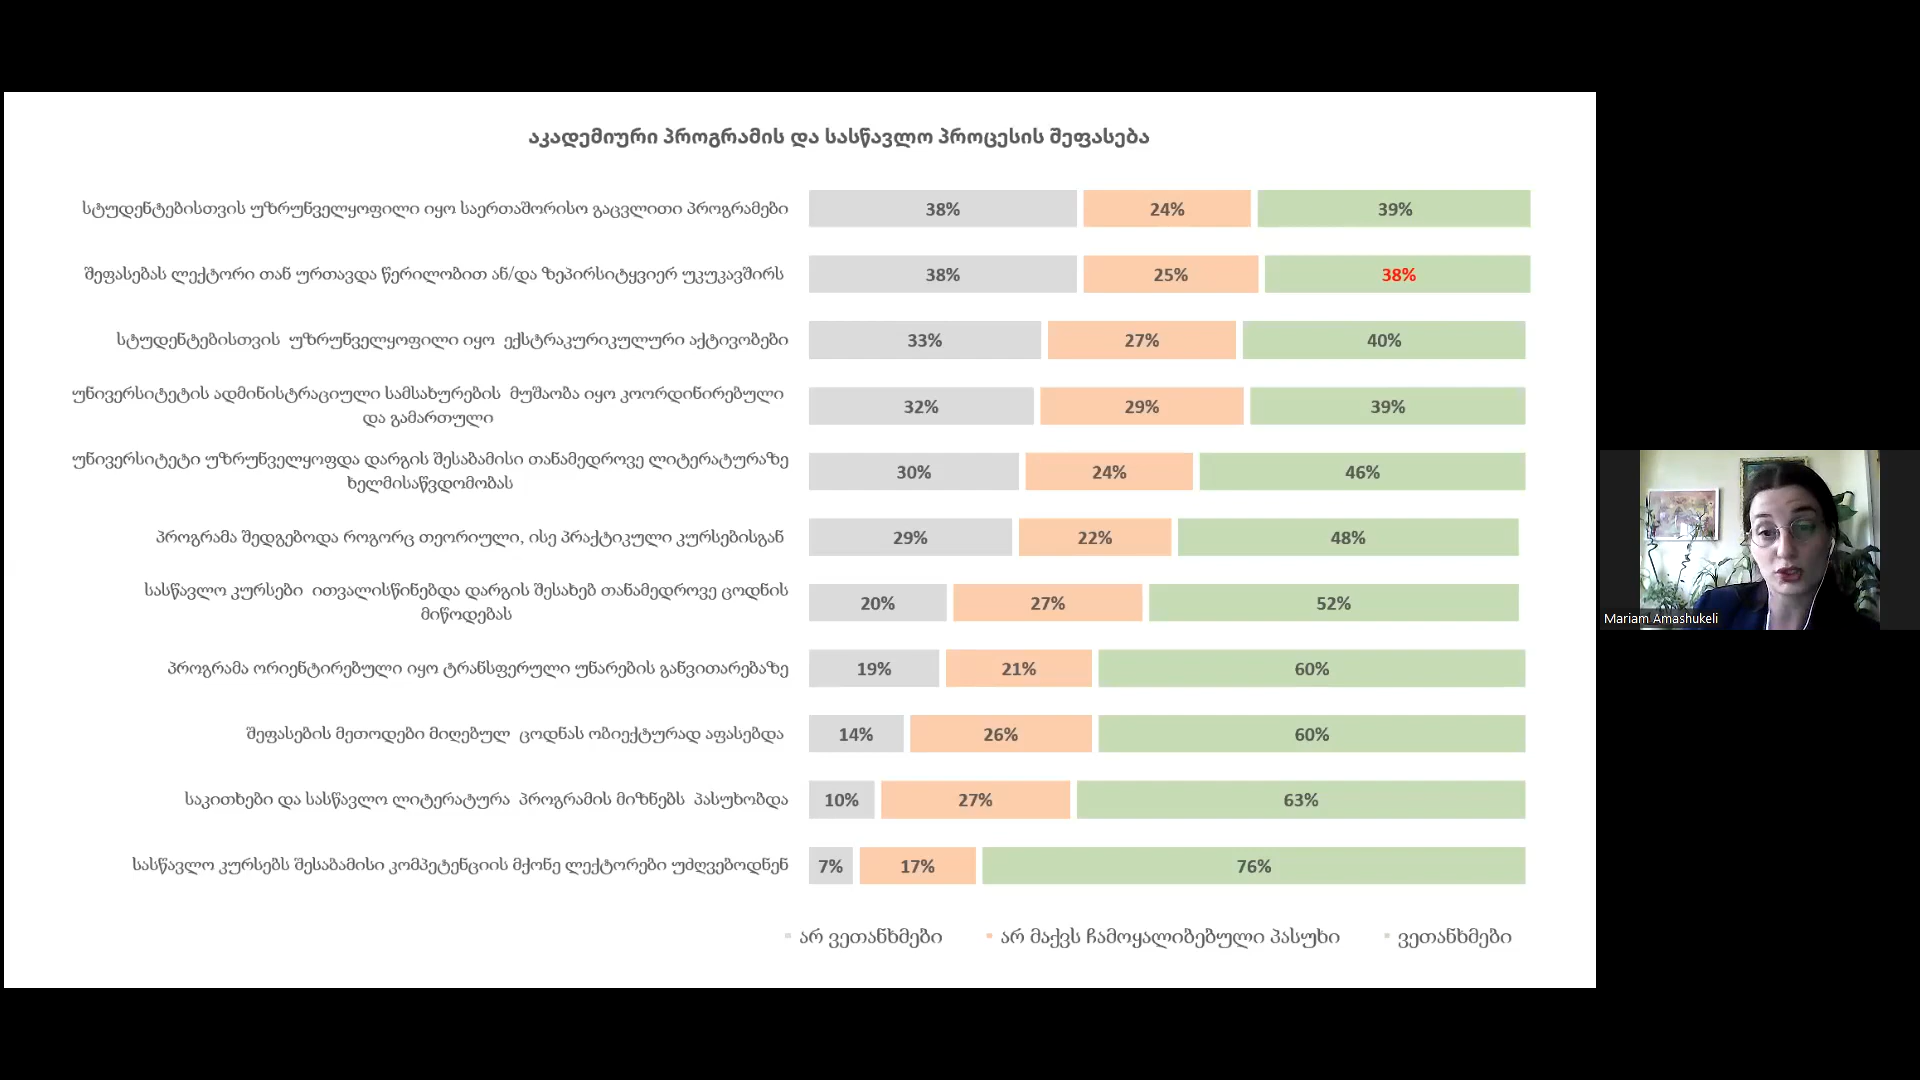 აკადემიური პროგრამის და სასწავლო პროცესის შეფასება
სტუდენტებისთვის უზრუნველყოფილი იყო საერთაშორისო გაცვლითი პროგრამები
38% 24% 39%
შეფასებას ლექტორი თან ურთავდა წერილობით ან/და ზეპირსიტყვიერ უკუკავშირს
38% 25% 38%
სტუდენტებისთვის უზრუნველყოფილი იყო ექსტრაკურიკულური აქტივობები
33% 27% 40%
უნივერსიტეტის ადმინისტრაციული სამსახურების მუშაობა იყო კოორდინირებული
და გამართული
32% 29% 39%
უნივერსიტეტი უზრუნველყოფდა დარგის შესაბამისი თანამედროვე ლიტერატურაზე
ხელმისაწვდომობას
30% 24% 46%
პროგრამა შედგებოდა როგორც თეორიული, ისე პრაქტიკული კურსებისგან
29% 22% 48%
სასწავლო კურსები ითვალისწინებდა დარგის შესახებ თანამედროვე ცოდნის
მიწოდებას
20% 27% 52%
პროგრამა ორიენტირებული იყო ტრანსფერული უნარების განვითარებაზე
19% 21% 60%
შეფასების მეთოდები მიღებულ ცოდნას ობიექტურად აფასებდა
14% 26% 60%
საკითხები და სასწავლო ლიტერატურა პროგრამის მიზნებს პასუხობდა
10% 27% 63%
სასწავლო კურსებს შესაბამისი კომპეტენციის მქონე ლექტორები უძღვებოდნენ
7% 17% 76%
არ ვეთანხმები არ მაქვს ჩამოყალიბებული პასუხი ვეთანხმები
Mariam Amashukeli